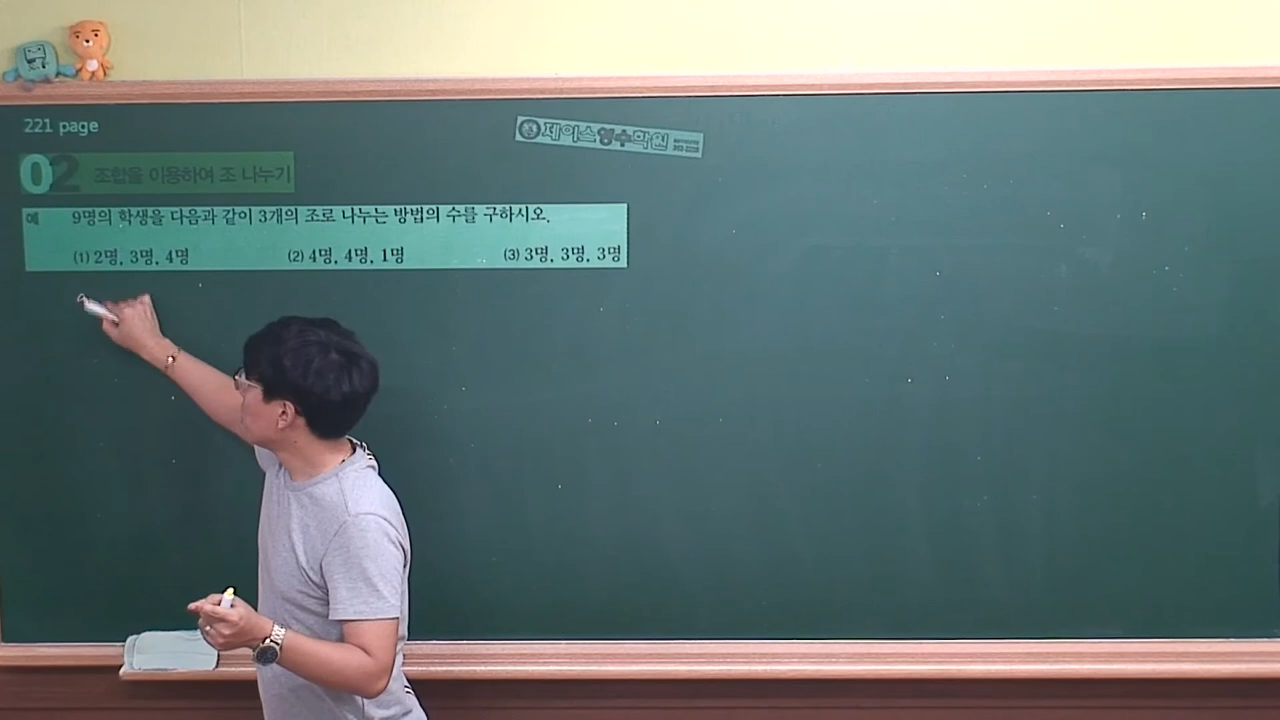 221 page
제이스영수학원
02 조합을 이용하여 조 나누기
예 9명의 학생을 다음과 같이 3개의 조로 나누는 방법의 수를 구하시오.
(1) 2명, 3명, 4명 (2) 4명, 4명, 1명 (3) 3명, 3명, 3명